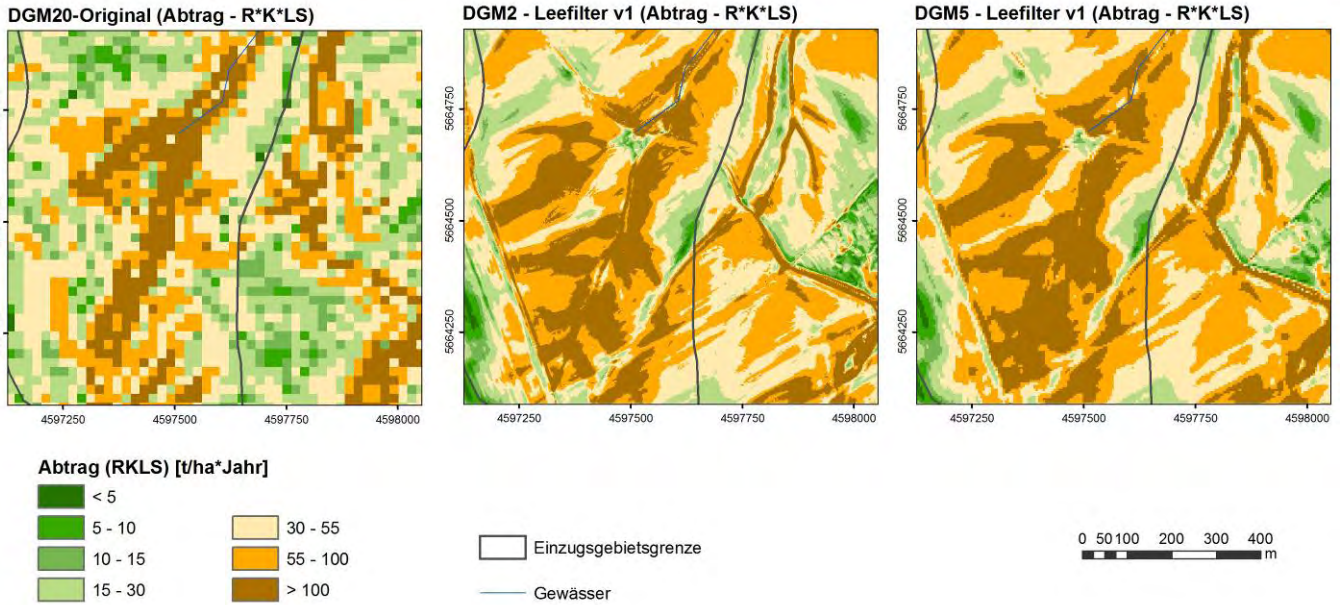 DGM20-Original (Abtrag - R*K*LS)
DGM2 - Leefilter v1 (Abtrag - R*K*LS)
DGM5 - Leefilter v1 (Abtrag - R*K*LS)
5664750
5664500
5664250
5664750
5664500
5664250
4597250 4597500 4597750 4598000
4597250 4597500 4597750 4598000
4597250 4597500 4597750 4598000
Abtrag (RKLS) [t/ha*Jahr]
< 5
5 - 10
10 - 15
15 - 30
30 - 55
55 - 100
> 100
Einzugsgebietsgrenze
Gewässer
0 50 100 200 300 400
m